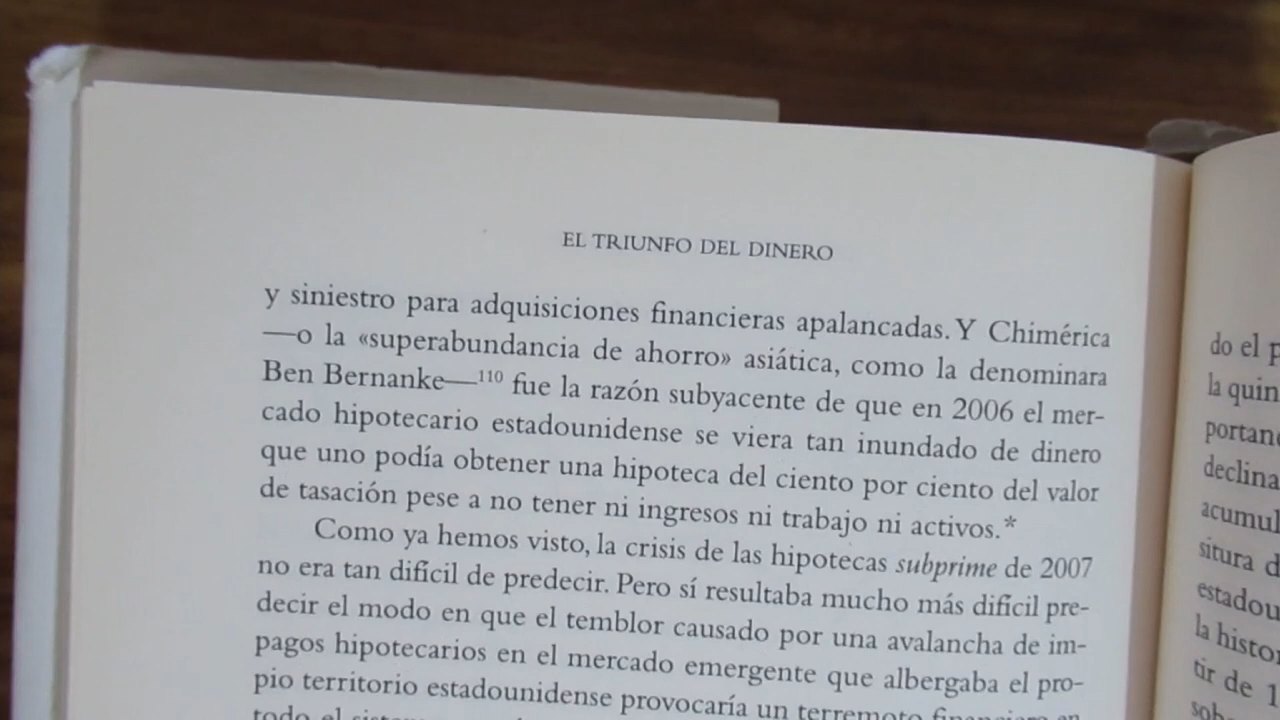 EL TRIUNFO DEL DINERO
y siniestro para adquisiciones financieras apalancadas. Y Chimérica
—o la «superabundancia de ahorro» asiática, como la denominara
Ben Bernanke—110 fue la razón subyacente de que en 2006 el mer-
cado hipotecario estadounidense se viera tan inundado de dinero
que uno podía obtener una hipoteca del ciento por ciento del valor
de tasación pese a no tener ni ingresos ni trabajo ni activos.*
Como ya hemos visto, la crisis de las hipotecas subprime de 2007
no era tan difícil de predecir. Pero sí resultaba mucho más difícil pre-
decir el modo en que el temblor causado por una avalancha de im-
pagos hipotecarios en el mercado emergente que albergaba el pro-
pio territorio estadounidense provocaría un terremoto financiero en
todo el
do el
la quin
portan
declina
acumul
situra d
estadou
la histor
tir de 1